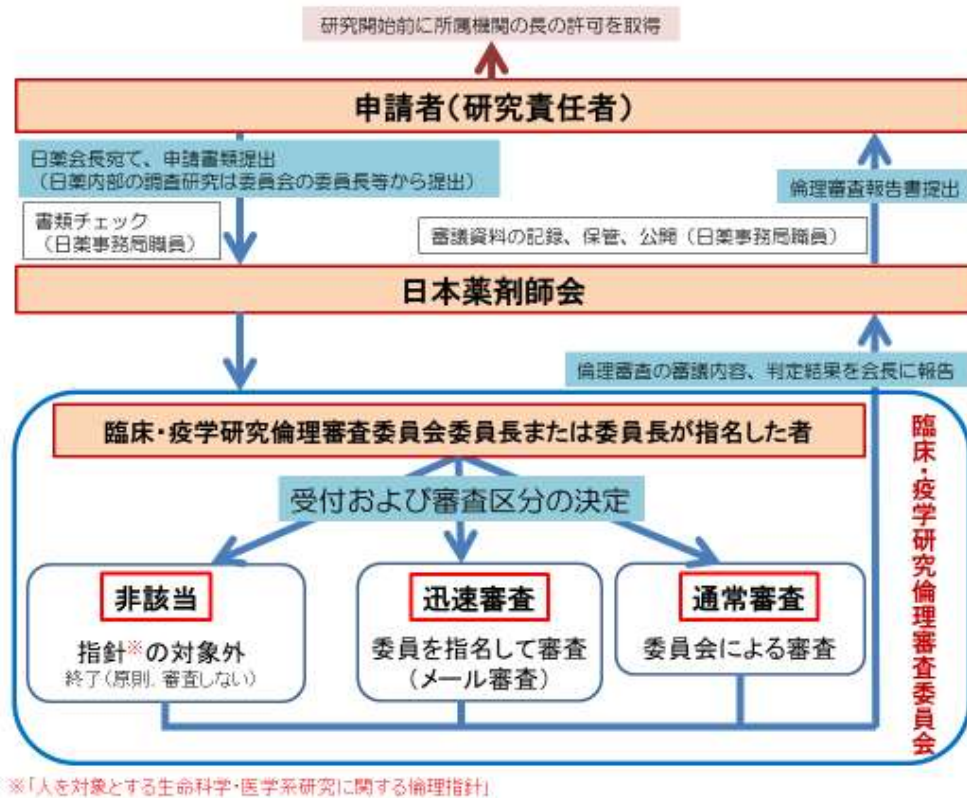 研究開始前に所属機関の長の許可を取得
申請者（研究責任者）
日薬会長宛て、申請書類提出
（日薬内部の調査研究は委員会の委員長等から提出）
倫理審査報告書提出
書類チェック
（日薬事務局職員）
審議資料の記録、保管、公開（日薬事務局職員）
日本薬剤師会
倫理審査の審議内容、判定結果を会長に報告
臨床・疫学研究倫理審査委員会委員長または委員長が指名した者
臨床・疫学研究倫理審査委員会
受付および審査区分の決定
非該当
指針※の対象外
終了（原則、審査しない）
迅速審査
委員を指名して審査
（メール審査）
通常審査
委員会による審査
※「人を対象とする生命科学・医学系研究に関する倫理指針」